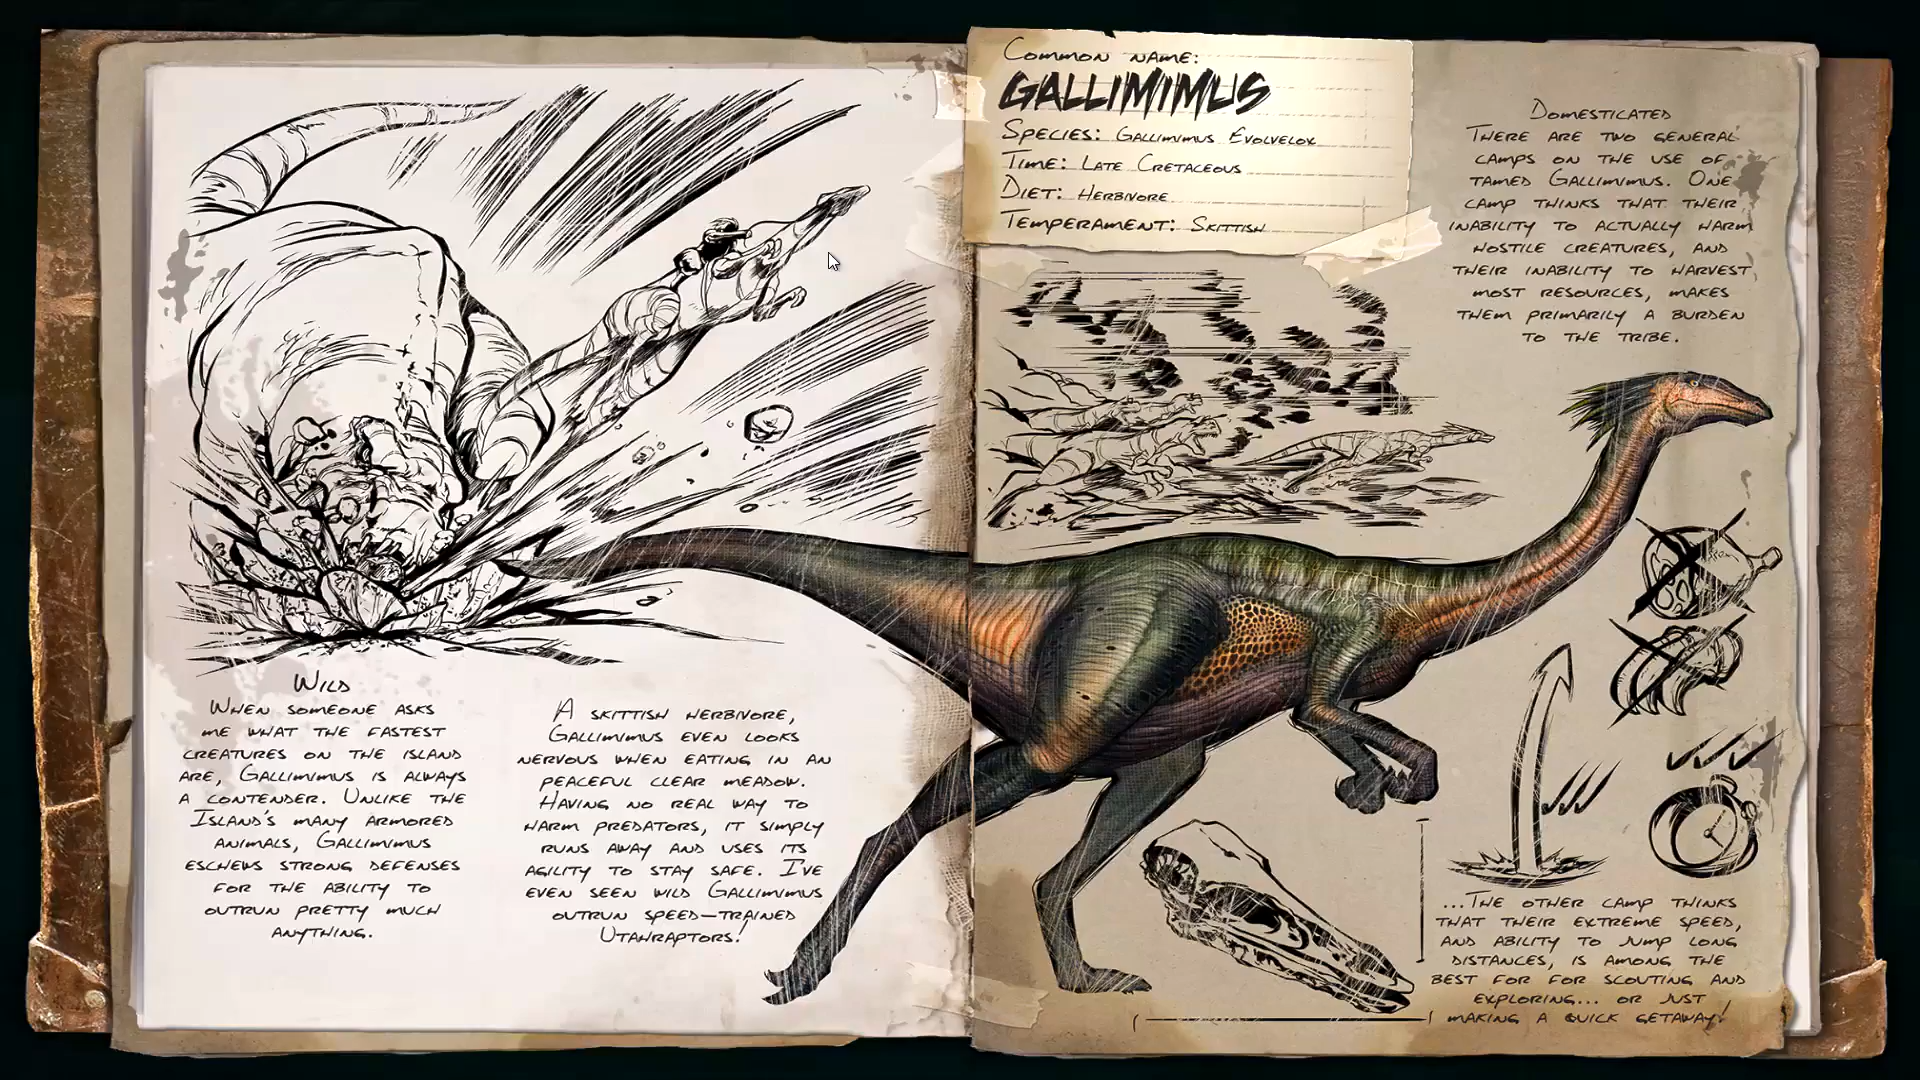 Common name:
Gallimimus
Species: Gallimimus Evolvelox
Time: Late Cretaceous
Diet: Herbivore
Temperament: Skittish
Wild
When someone asks
me what the fastest
creatures on the island
are, Gallimimus is always
a contender. Unlike the
Island's many armored
animals, Gallimimus
eschews strong defenses
for the ability to
outrun pretty much
anything.
A skittish herbivore,
Gallimimus even looks
nervous when eating in an
peaceful clear meadow.
Having no real way to
harm predators, it simply
runs away and uses its
agility to stay safe. I've
even seen wild Gallimimus
outrun speed-trained
Utahraptors!
Domesticated
There are two general
camps on the use of
tamed Gallimimus. One
camp thinks that their
inability to actually harm
hostile creatures, and
their inability to harvest
most resources, makes
them primarily a burden
to the tribe.
...The other camp thinks
that their extreme speed,
and ability to jump long
distances, is among the
best for for scouting and
exploring... or just
making a quick getaway!